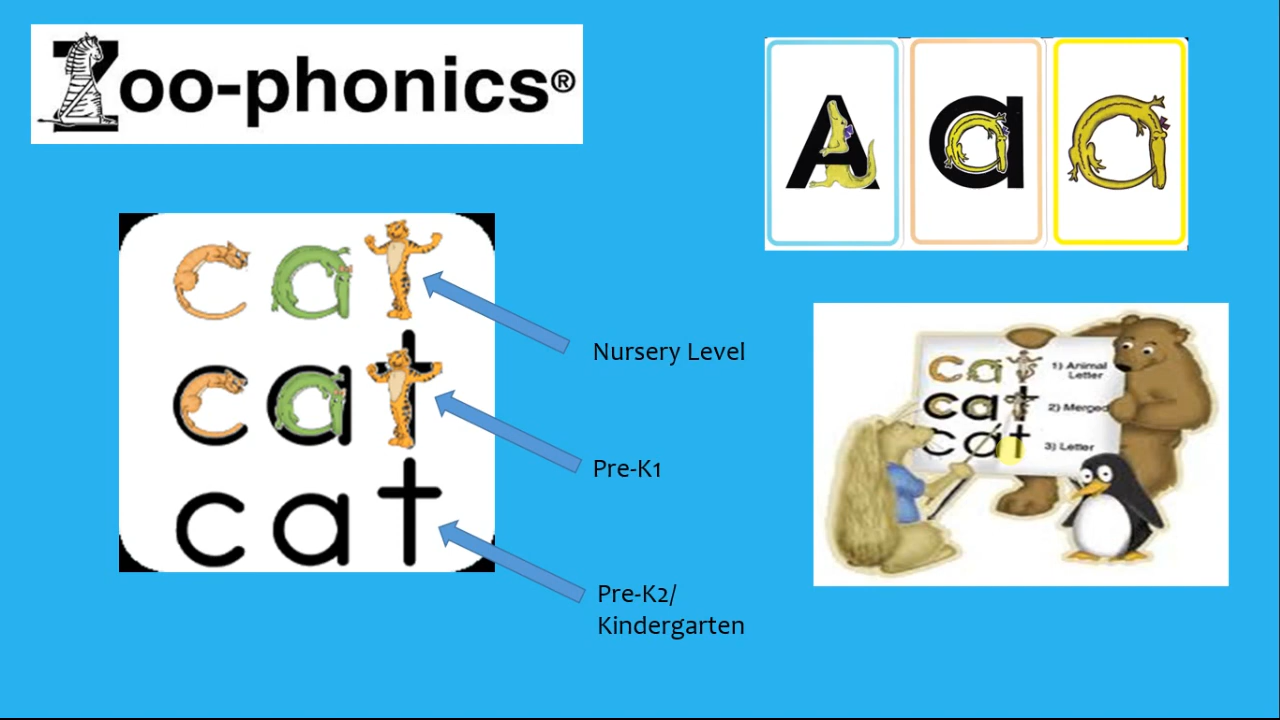 Zoo-phonics®
A a a
cat
cat
cat
Nursery Level
Pre-K1
Pre-K2/
Kindergarten
cat 1) Animal
Letter
cat 2) Merged
cat 3) Letter